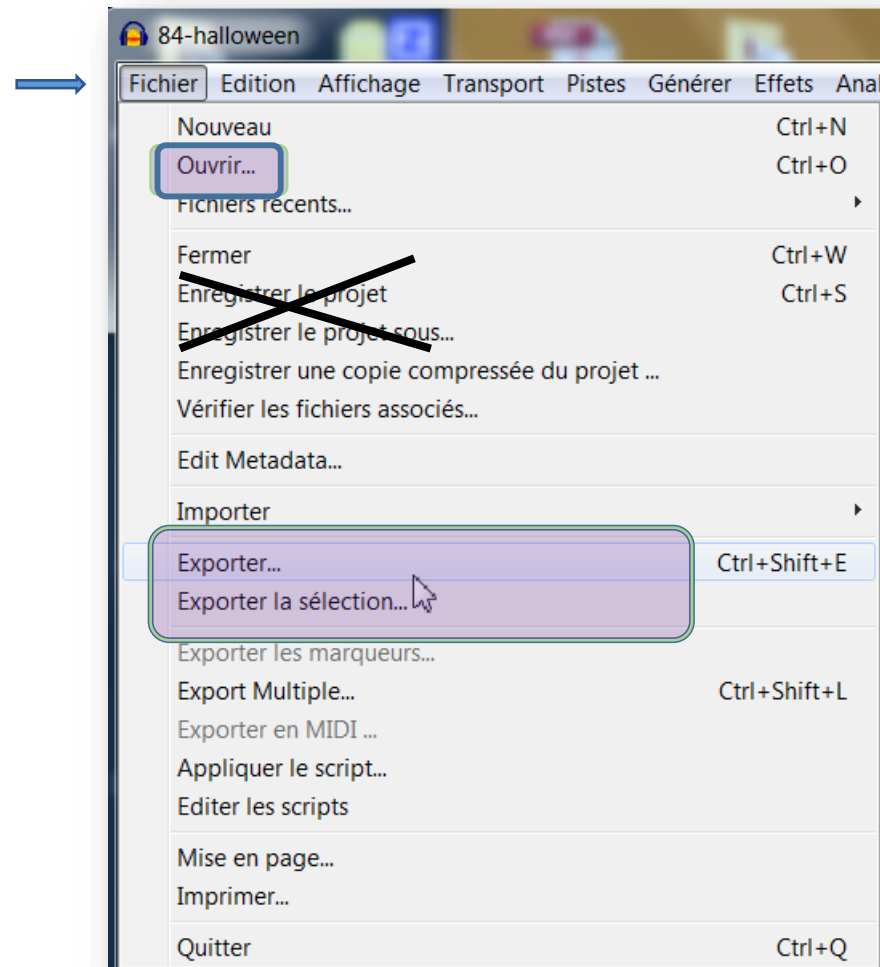 84-halloween
Fichier Edition Affichage Transport Pistes Générer Effets Anal
Nouveau Ctrl+N
Ouvrir... Ctrl+O
Fichiers récents...
Fermer Ctrl+W
Enregistrer le projet Ctrl+S
Enregistrer le projet sous...
Enregistrer une copie compressée du projet ...
Vérifier les fichiers associés...
Edit Metadata...
Importer
Exporter... Ctrl+Shift+E
Exporter la sélection...
Exporter les marqueurs...
Export Multiple... Ctrl+Shift+L
Exporter en MIDI ...
Appliquer le script...
Editer les scripts
Mise en page...
Imprimer...
Quitter Ctrl+Q